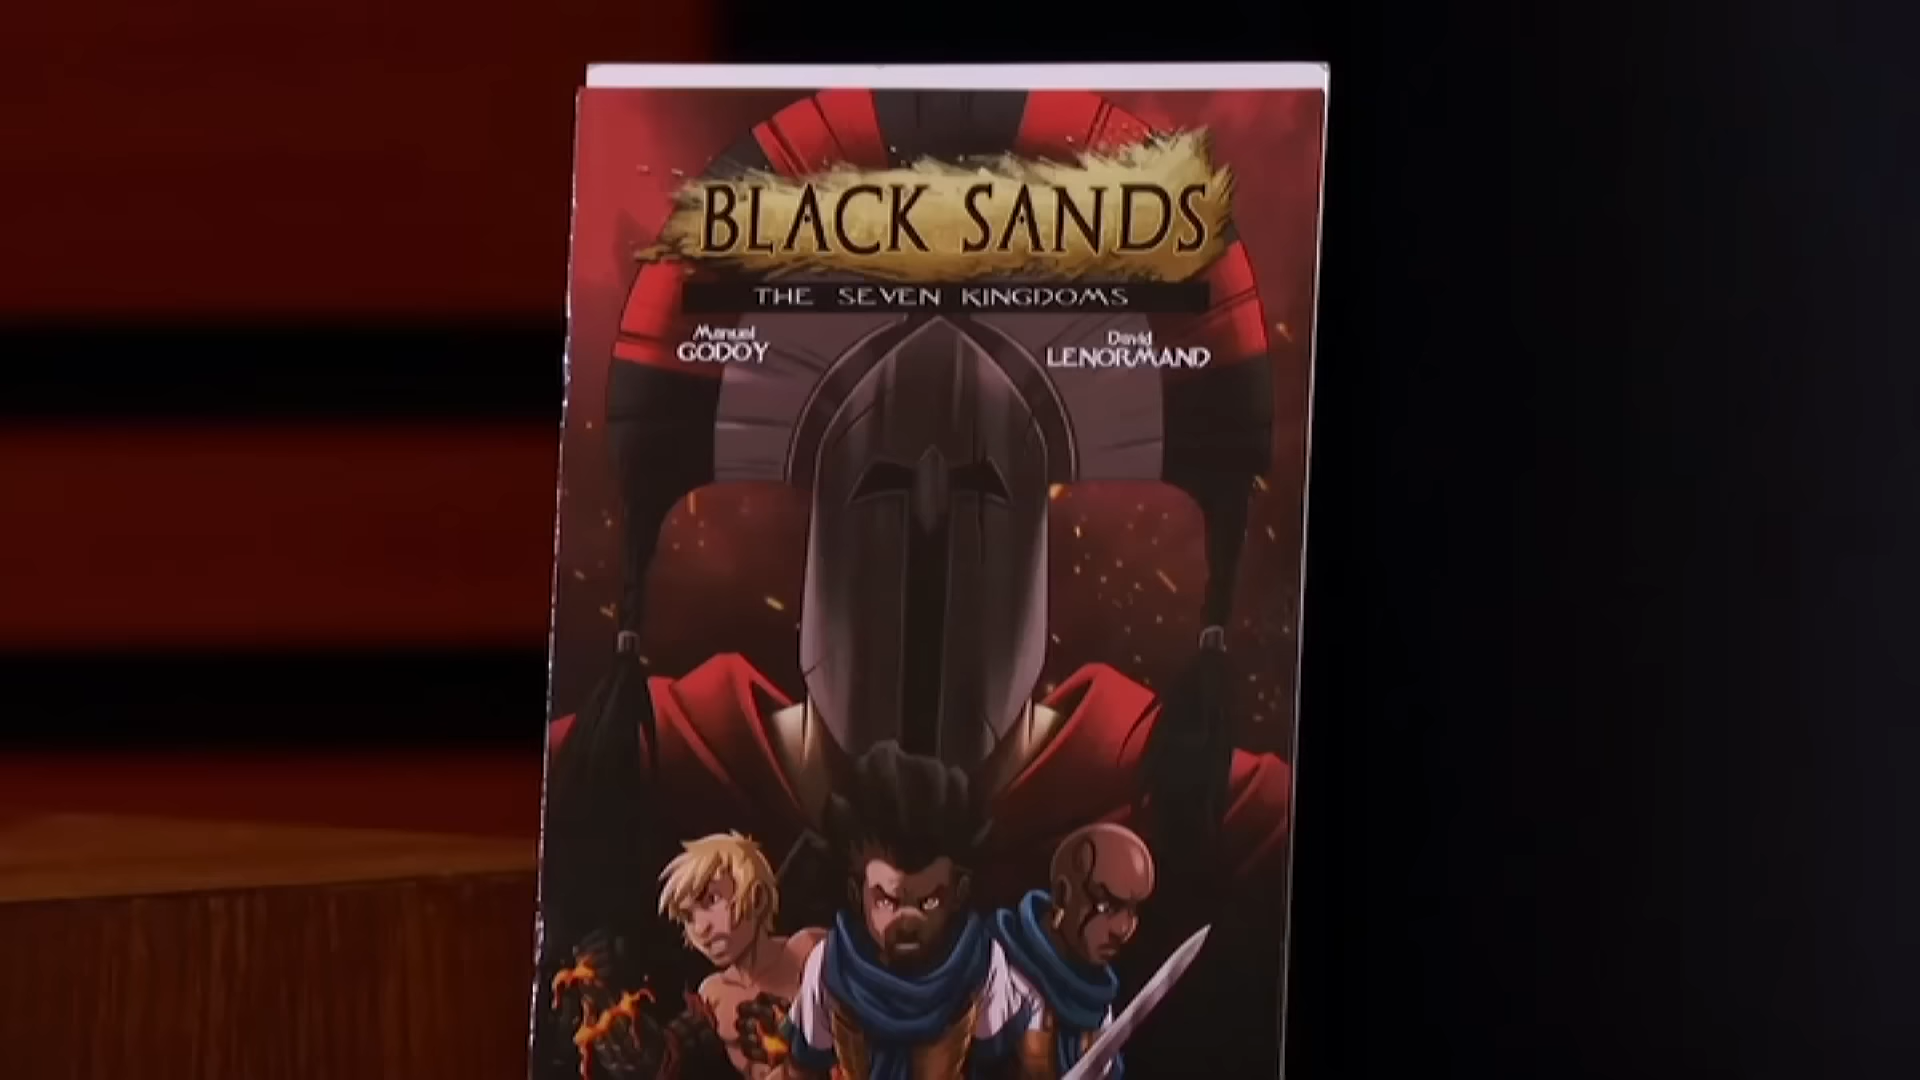 BLACK SANDS
THE SEVEN KINGDOMS
Manuel
GODOY
David
LENORMAND